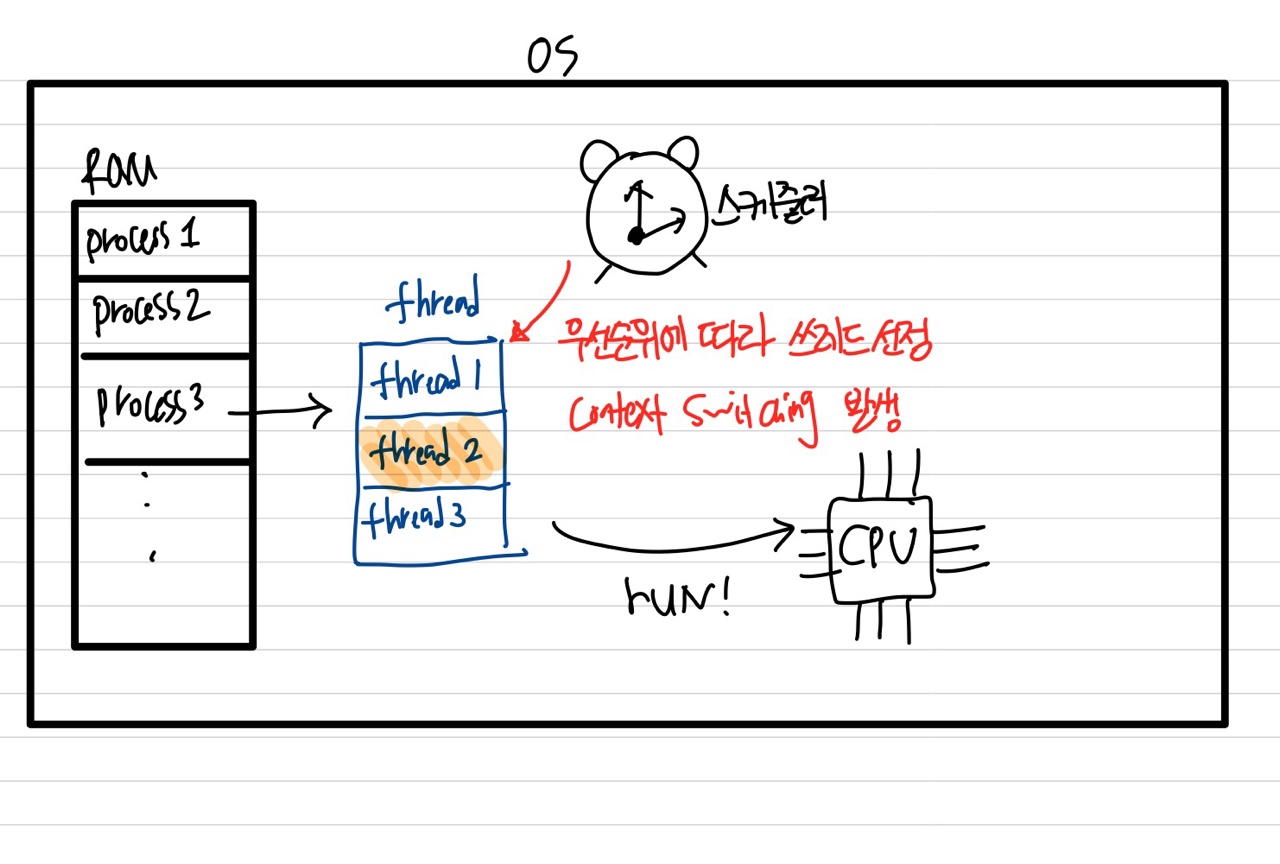 OS
RAM
process 1
process 2
process 3
thread
thread 1
thread 2
thread 3
스케줄러
우선순위에 따라 쓰레드 선정
Context Switching 발생
run!
CPU